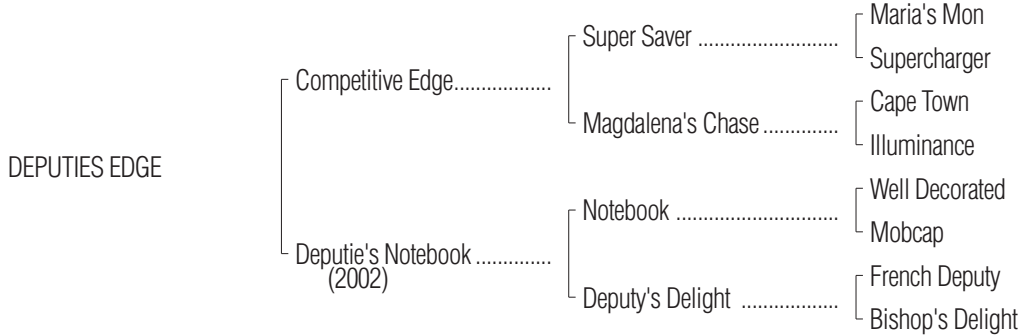 Maria's Mon
Super Saver ............................
Supercharger
Competitive Edge...................
Cape Town
Magdalena's Chase ...............
Illuminance
DEPUTIES EDGE
Well Decorated
Notebook ................................
Mobcap
Deputie's Notebook ...............
(2002)
French Deputy
Deputy's Delight ...................
Bishop's Delight